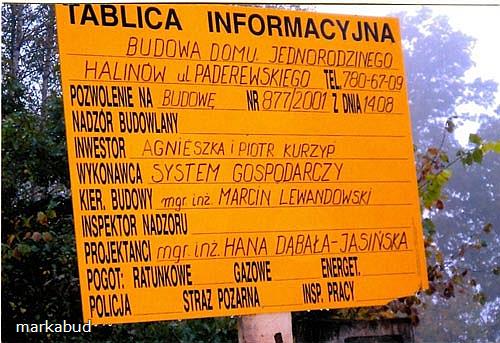 TABLICA INFORMACYJNA
BUDOWA DOMU JEDNORODZINEGO
HALINÓW ul PADEREWSKIEGO TEL. 780-67-09
POZWOLENIE NA BUDOWĘ NR 877/2001 Z DNIA 14.08
NADZÓR BUDOWLANY
INWESTOR AGNIESZKA i PIOTR KURZYP
WYKONAWCA SYSTEM GOSPODARCZY
KIER. BUDOWY mgr inż. MARCIN LEWANDOWSKI
INSPEKTOR NADZORU
PROJEKTANCI mgr. inż. HANA DĄBAŁA-JASIŃSKA
POGOT: RATUNKOWE GAZOWE ENERGET.
POLICJA STRAŻ POŻARNA INSP. PRACY
markabud